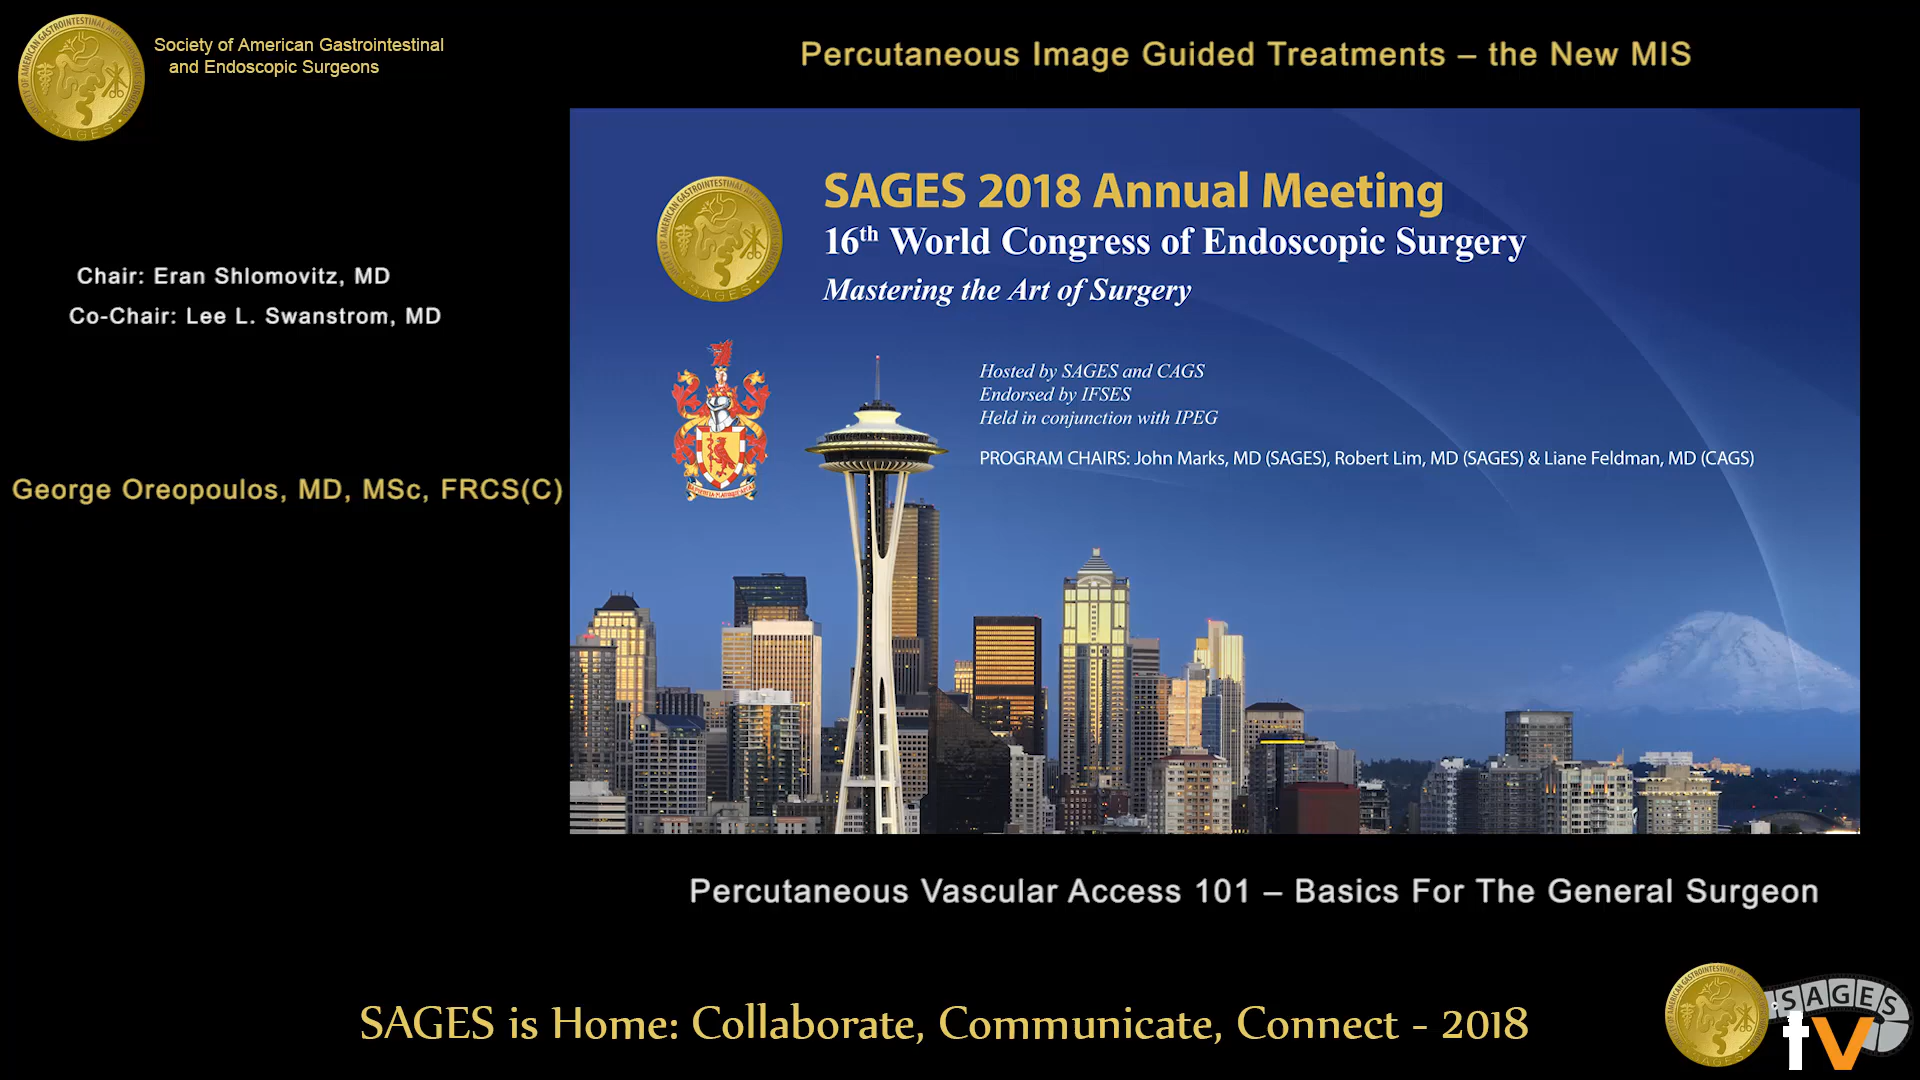 Society of American Gastrointestinal
and Endoscopic Surgeons
Percutaneous Image Guided Treatments – the New MIS
Chair: Eran Shlomovitz, MD
Co-Chair: Lee L. Swanstrom, MD
George Oreopoulos, MD, MSc, FRCS(C)
SAGES 2018 Annual Meeting
16th World Congress of Endoscopic Surgery
Mastering the Art of Surgery
Hosted by SAGES and CAGS
Endorsed by IFSES
Held in conjunction with IPEG
PROGRAM CHAIRS: John Marks, MD (SAGES), Robert Lim, MD (SAGES) & Liane Feldman, MD (CAGS)
Percutaneous Vascular Access 101 – Basics For The General Surgeon
SAGES is Home: Collaborate, Communicate, Connect - 2018
SAGES
tv